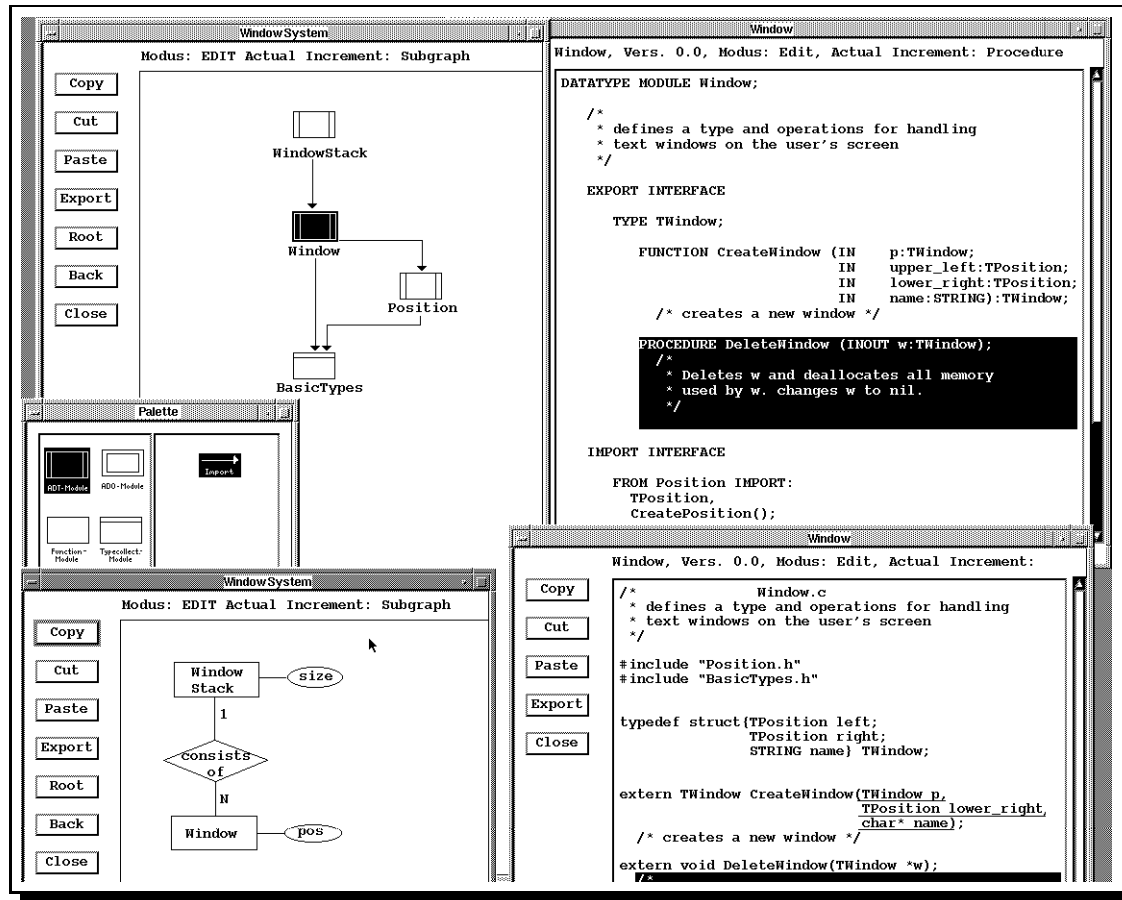 WindowSystem
Modus: EDIT Actual Increment: Subgraph
Copy
Cut
Paste
Export
Root
Back
Close
WindowStack
Window
Position
BasicTypes
Window
Window, Vers. 0.0, Modus: Edit, Actual Increment: Procedure
DATATYPE MODULE Window;
/*
* defines a type and operations for handling
* text windows on the user's screen
*/
EXPORT INTERFACE
TYPE TWindow;
FUNCTION CreateWindow (IN p:TWindow;
IN upper_left:TPosition;
IN lower_right:TPosition;
IN name:STRING):TWindow;
/* creates a new window */
PROCEDURE DeleteWindow (INOUT w:TWindow);
/*
* Deletes w and deallocates all memory
* used by w. changes w to nil.
*/
IMPORT INTERFACE
FROM Position IMPORT:
TPosition,
CreatePosition();
Palette
ADT-Module
ADO-Module
Function-
Module
Typecollect.-
Module
Import
WindowSystem
Modus: EDIT Actual Increment: Subgraph
Copy
Cut
Paste
Export
Root
Back
Close
Window
Stack
size
1
consists
of
N
Window
pos
Window
Window, Vers. 0.0, Modus: Edit, Actual Increment:
Copy
Cut
Paste
Export
Close
/* Window.c
* defines a type and operations for handling
* text windows on the user's screen
*/
#include "Position.h"
#include "BasicTypes.h"
typedef struct{TPosition left;
TPosition right;
STRING name} TWindow;
extern TWindow CreateWindow(TWindow p,
TPosition lower_right,
char* name);
/* creates a new window */
extern void DeleteWindow(TWindow *w);
/*